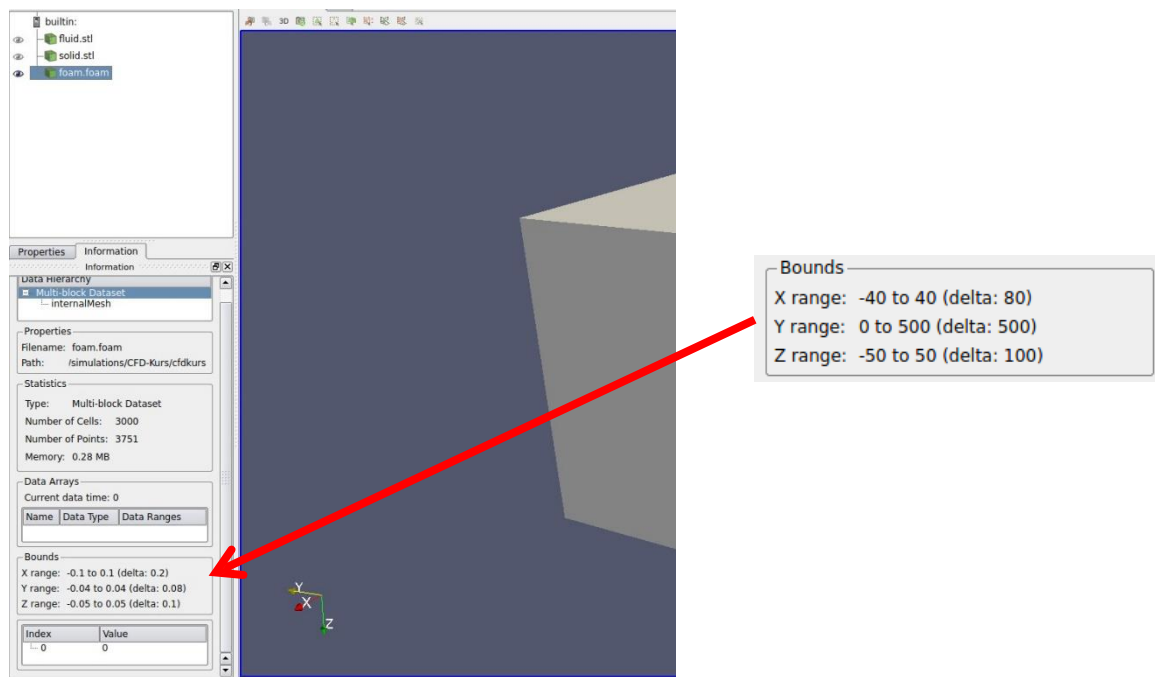 builtin:
fluid.stl
solid.stl
foam.foam
3D
Properties Information
Information
Data Hierarchy
Multi-block Dataset
internalMesh
Properties
Filename: foam.foam
Path: /simulations/CFD-Kurs/cfdkurs
Statistics
Type: Multi-block Dataset
Number of Cells: 3000
Number of Points: 3751
Memory: 0.28 MB
Data Arrays
Current data time: 0
Name Data Type Data Ranges
Bounds
X range: -0.1 to 0.1 (delta: 0.2)
Y range: -0.04 to 0.04 (delta: 0.08)
Z range: -0.05 to 0.05 (delta: 0.1)
Index Value
0 0
Y
X
Z
Bounds
X range: -40 to 40 (delta: 80)
Y range: 0 to 500 (delta: 500)
Z range: -50 to 50 (delta: 100)